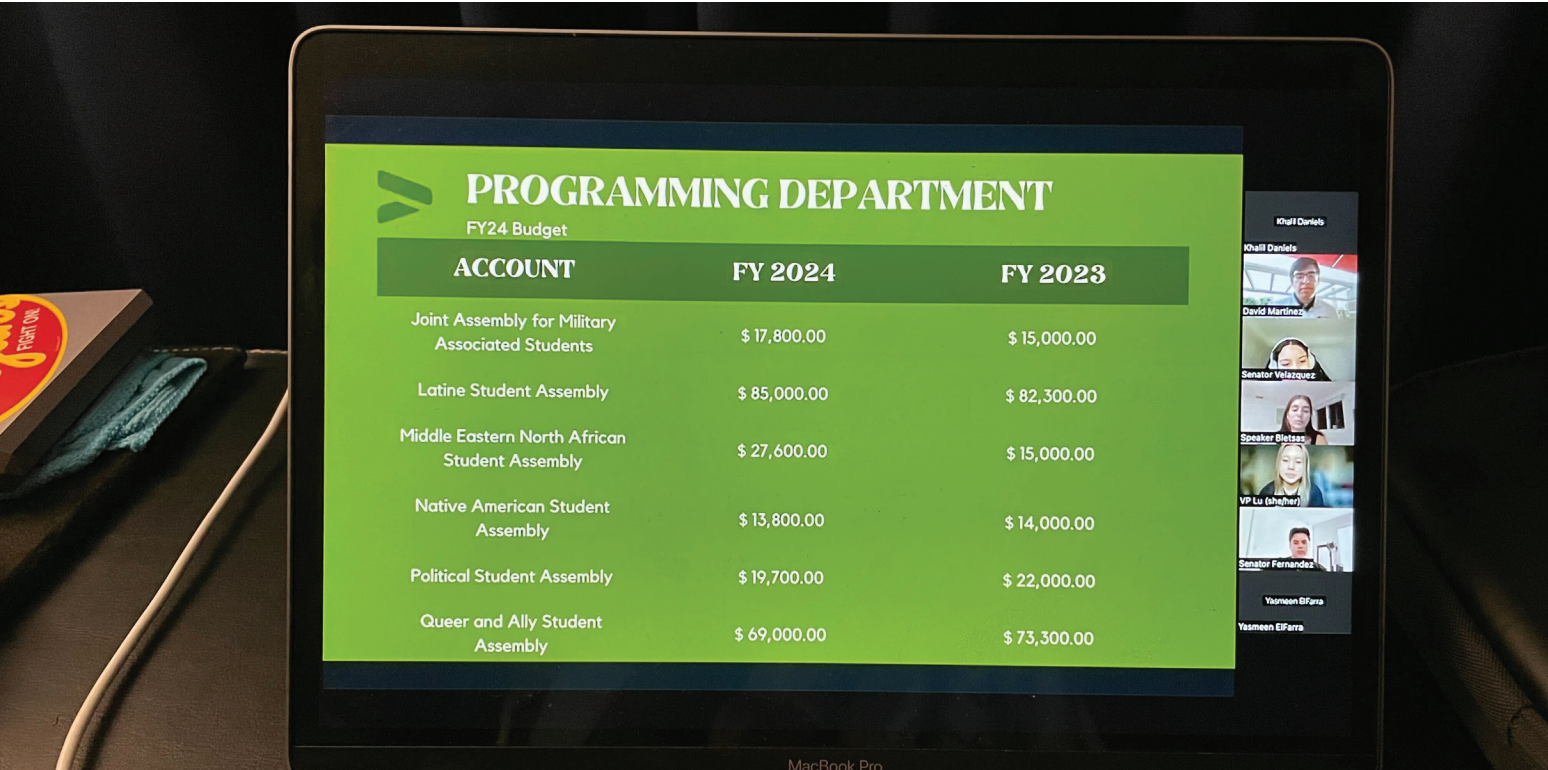 PROGRAMMING DEPARTMENT
FY24 Budget
ACCOUNT FY 2024 FY 2023
Joint Assembly for Military
Associated Students $ 17,800.00 $ 15,000.00
Latine Student Assembly $ 85,000.00 $ 82,300.00
Middle Eastern North African
Student Assembly $ 27,600.00 $ 15,000.00
Native American Student
Assembly $ 13,800.00 $ 14,000.00
Political Student Assembly $ 19,700.00 $ 22,000.00
Queer and Ally Student
Assembly $ 69,000.00 $ 73,300.00
Khalil Daniels
Khalil Daniels
David Martinez
Senator Velazquez
Speaker Bletsas
VP Lu (she/her)
Senator Fernandez
Yasmeen ElFarra
Yasmeen ElFarra
FIGHT ON!
MacBook Pro